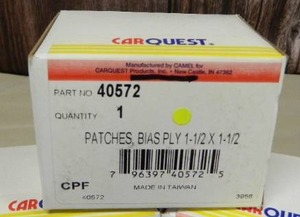 CARQUEST
Manufactured by CAMEL for
CARQUEST Products, Inc. • New Castle, IN 47362
PART NO 40572
QUANTITY 1
PATCHES, BIAS PLY 1-1/2 X 1-1/2
7 96397 40572 5
CPF MADE IN TAIWAN
40572
CARQUEST